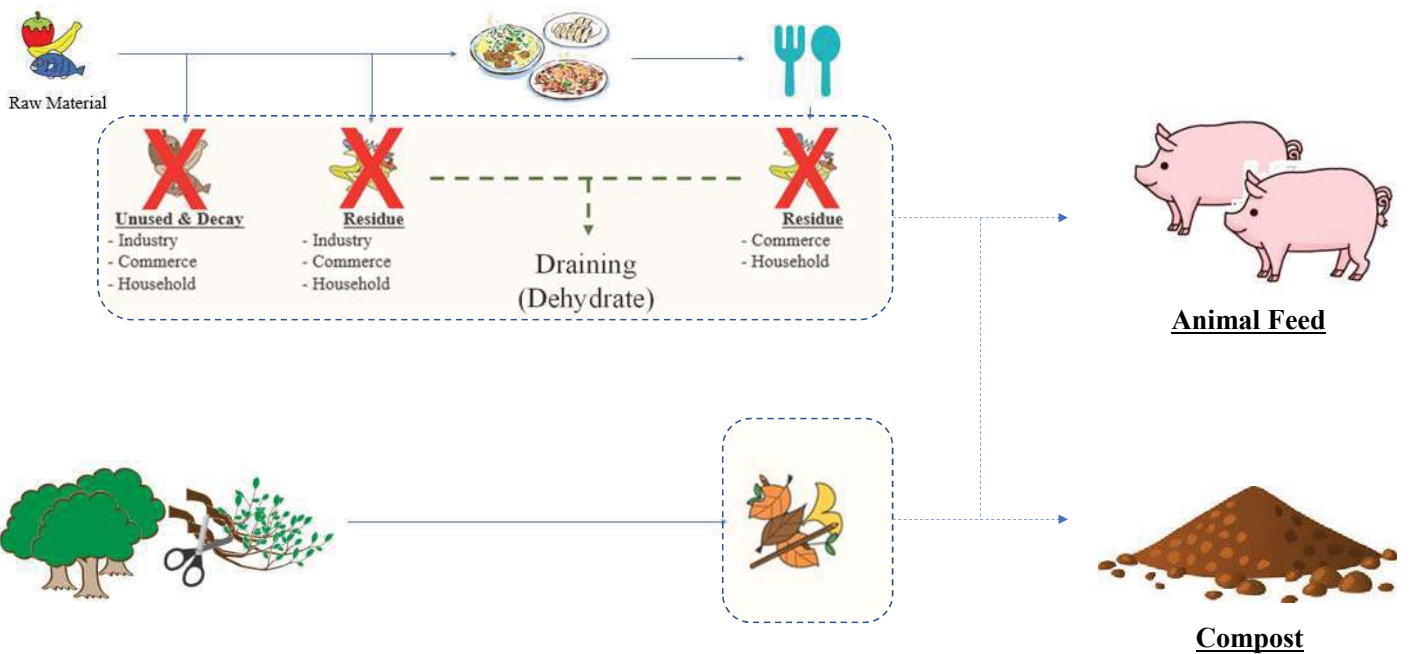 Raw Material
Unused & Decay
- Industry
- Commerce
- Household
Residue
- Industry
- Commerce
- Household
Draining
(Dehydrate)
Residue
- Commerce
- Household
Animal Feed
Compost